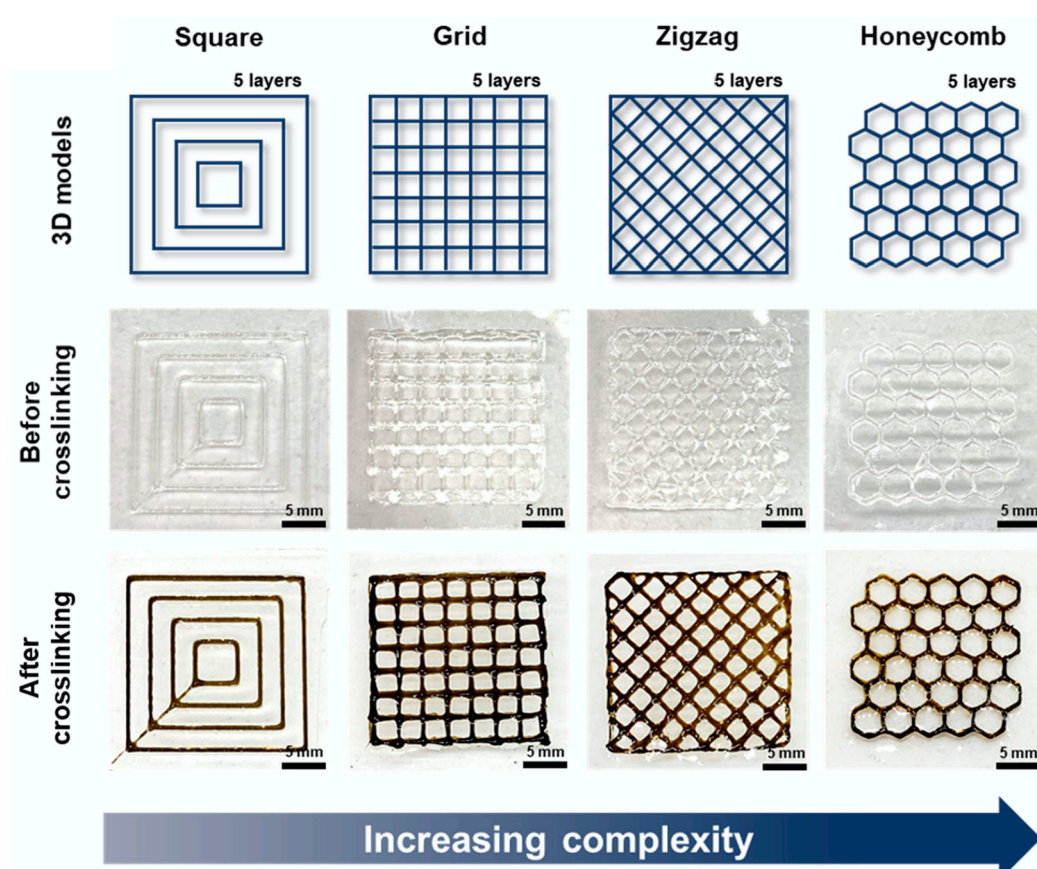 Square
Grid
Zigzag
Honeycomb
5 layers
5 layers
5 layers
5 layers
3D models
Before
crosslinking
5 mm
5 mm
5 mm
5 mm
After
crosslinking
5 mm
5 mm
5 mm
5 mm
Increasing complexity